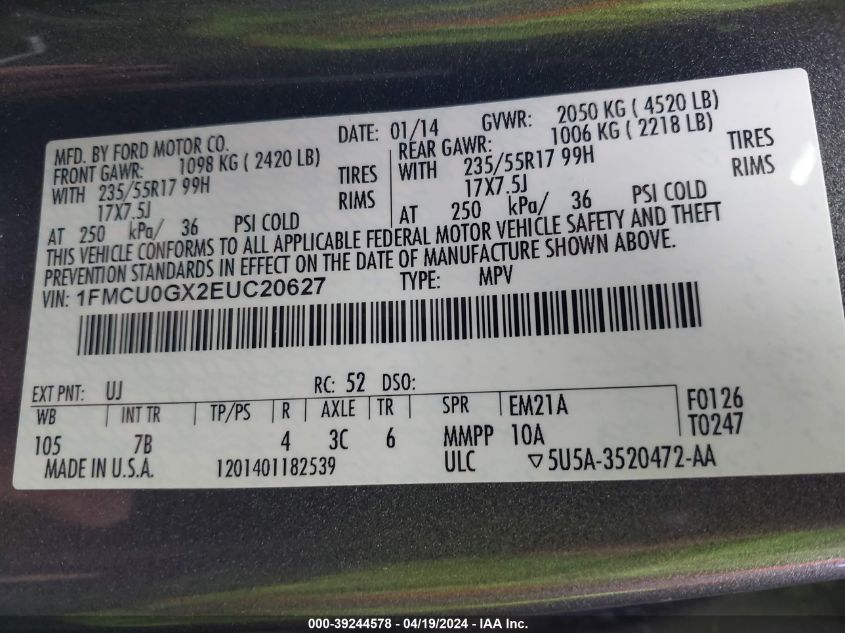 MFD. BY FORD MOTOR CO. DATE: 01/14 GVWR: 2050 KG ( 4520 LB)
FRONT GAWR: 1098 KG ( 2420 LB) REAR GAWR: 1006 KG ( 2218 LB)
WITH 235/55R17 99H TIRES WITH 235/55R17 99H TIRES
17X7.5J RIMS 17X7.5J RIMS
AT 250 kPa/ 36 PSI COLD AT 250 kPa/ 36 PSI COLD
THIS VEHICLE CONFORMS TO ALL APPLICABLE FEDERAL MOTOR VEHICLE SAFETY AND THEFT
PREVENTION STANDARDS IN EFFECT ON THE DATE OF MANUFACTURE SHOWN ABOVE.
VIN: 1FMCU0GX2EUC20627 TYPE: MPV
EXT PNT: UJ RC: 52 DSO:
WB INT TR TP/PS R AXLE TR SPR EM21A F0126
105 7B 4 3C 6 MMPP 10A T0247
MADE IN U.S.A. 1201401182539 ULC ▽5U5A-3520472-AA
000-39244578 - 04/19/2024 - IAA Inc.